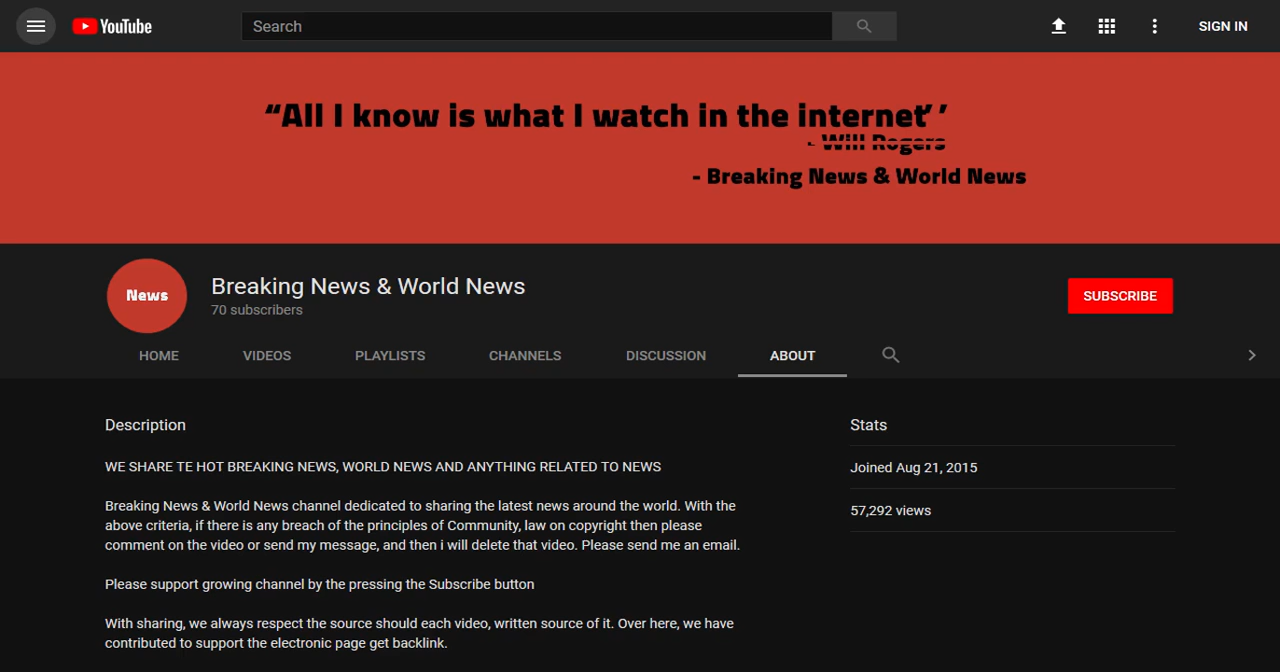 YouTube
Search
SIGN IN
“All I know is what I watch in the internet’’
- Will Rogers
- Breaking News & World News
News
Breaking News & World News
70 subscribers
SUBSCRIBE
HOME VIDEOS PLAYLISTS CHANNELS DISCUSSION ABOUT
Description
WE SHARE TE HOT BREAKING NEWS, WORLD NEWS AND ANYTHING RELATED TO NEWS
Breaking News & World News channel dedicated to sharing the latest news around the world. With the
above criteria, if there is any breach of the principles of Community, law on copyright then please
comment on the video or send my message, and then i will delete that video. Please send me an email.
Please support growing channel by the pressing the Subscribe button
With sharing, we always respect the source should each video, written source of it. Over here, we have
contributed to support the electronic page get backlink.
Stats
Joined Aug 21, 2015
57,292 views